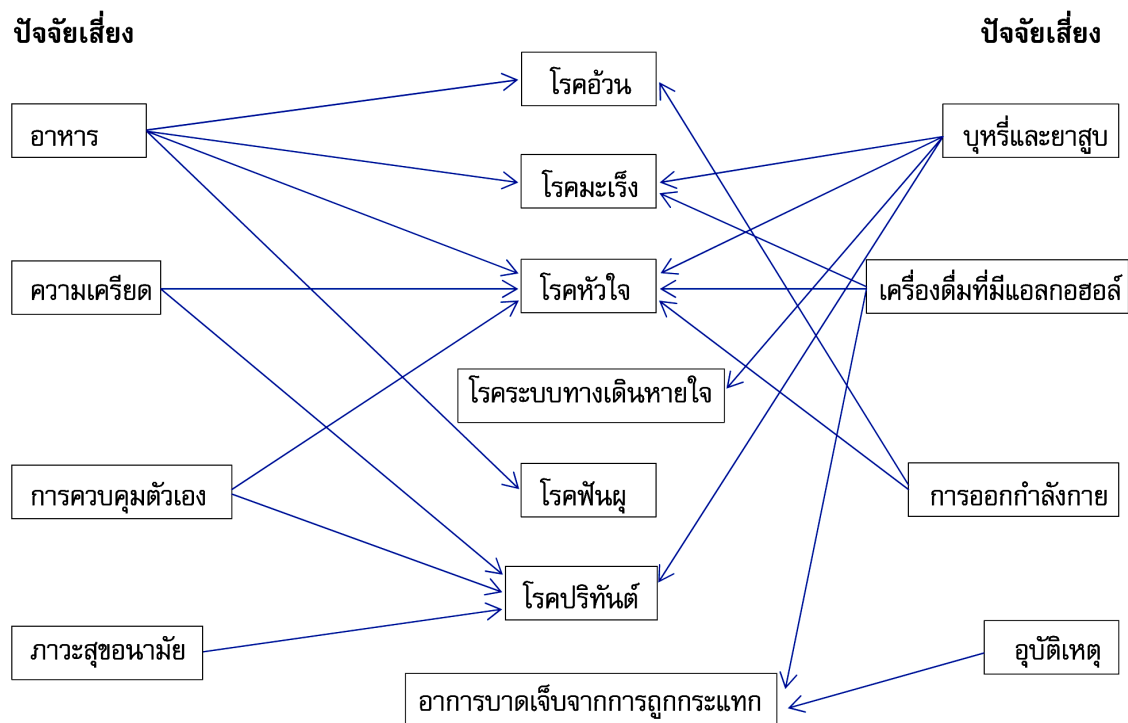 ปัจจัยเสี่ยง
ปัจจัยเสี่ยง
โรคอ้วน
อาหาร
บุหรี่และยาสูบ
โรคมะเร็ง
ความเครียด
โรคหัวใจ
เครื่องดื่มที่มีแอลกอฮอล์
โรคระบบทางเดินหายใจ
การควบคุมตัวเอง
โรคฟันผุ
การออกกำลังกาย
โรคปริทันต์
ภาวะสุขอนามัย
อุบัติเหตุ
อาการบาดเจ็บจากการถูกกระแทก